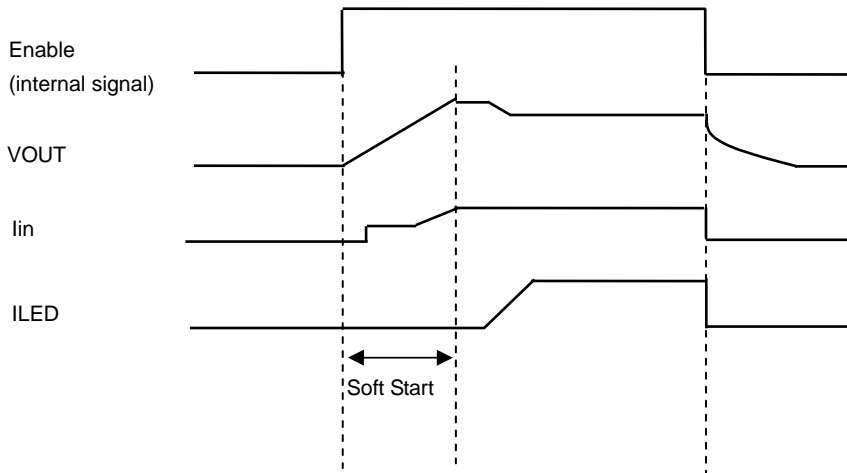 Enable
(internal signal)
VOUT
Iin
ILED
Soft Start